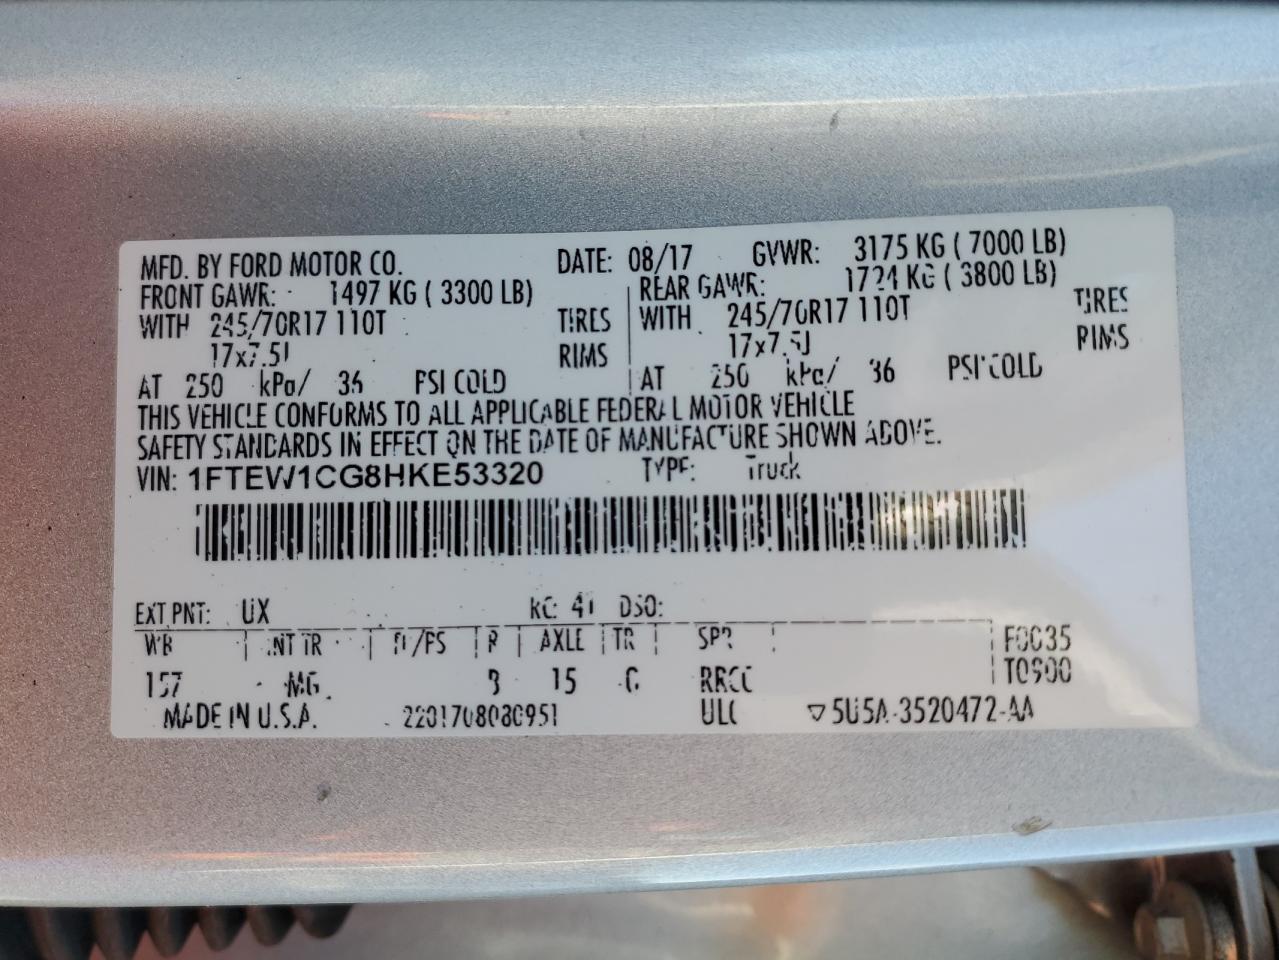 MFD. BY FORD MOTOR CO. DATE: 08/17 GVWR: 3175 KG ( 7000 LB)
FRONT GAWR: 1497 KG ( 3300 LB) REAR GAWR: 1724 KG ( 3800 LB)
WITH 245/70R17 110T TIRES WITH 245/70R17 110T TIRES
17x7.5J RIMS 17x7.5J RIMS
AT 250 kPa/ 36 PSI COLD AT 250 kPa/ 36 PSI COLD
THIS VEHICLE CONFORMS TO ALL APPLICABLE FEDERAL MOTOR VEHICLE
SAFETY STANDARDS IN EFFECT ON THE DATE OF MANUFACTURE SHOWN ABOVE.
VIN: 1FTEW1CG8HKE53320 TYPE: Truck
EXT PNT: UX RC: 41 DSO:
WB INT TR R AXLE TR SPR F0035
157 MG 15 T0900
MADE IN U.S.A. ▽5U5A-3520472-AA